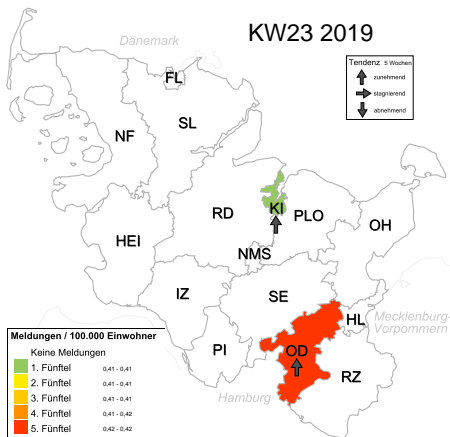 KW23 2019
Dänemark
Tendenz 5 Wochen
zunehmend
stagnierend
abnehmend
FL
SL
NF
KI
RD
PLO
OH
HEI
NMS
IZ
SE
HL
Mecklenburg-
Vorpommern
PI
OD
RZ
Hamburg
Meldungen / 100.000 Einwohner
Keine Meldungen
1. Fünftel 0,41 - 0,41
2. Fünftel 0,41 - 0,41
3. Fünftel 0,41 - 0,41
4. Fünftel 0,41 - 0,42
5. Fünftel 0,42 - 0,42